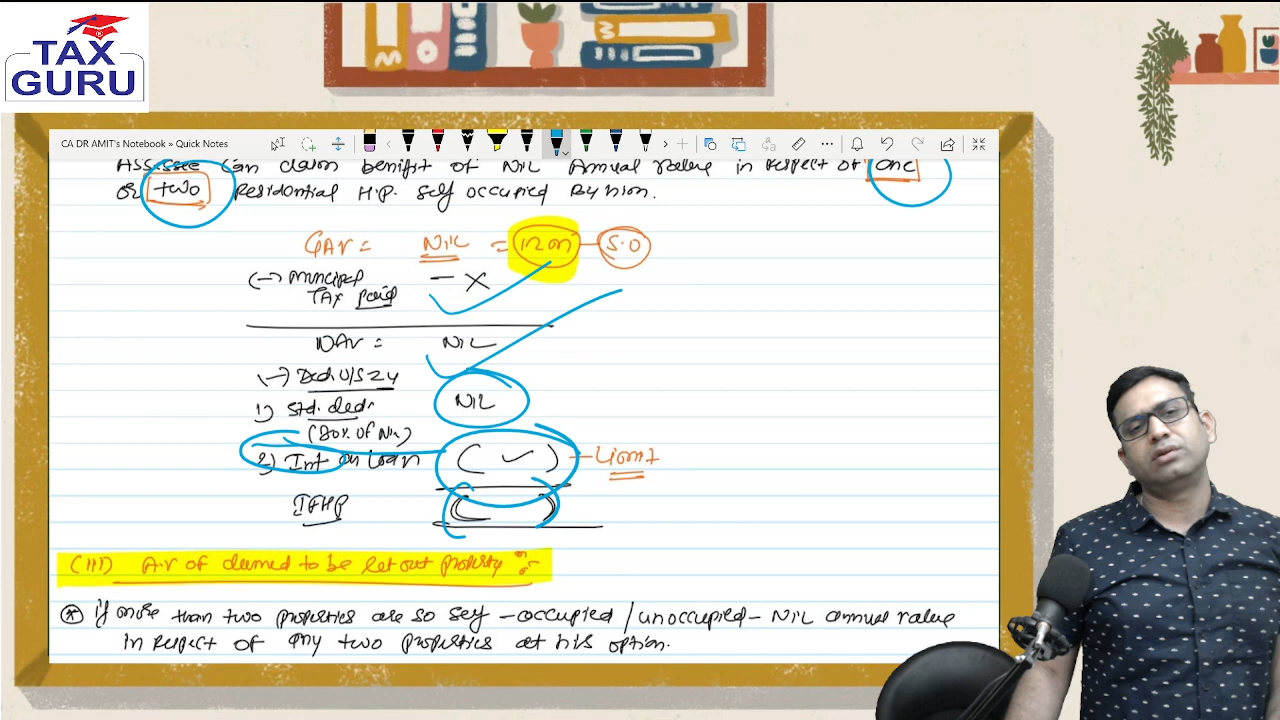 TAX
GURU
CA DR AMIT's Notebook » Quick Notes
Assessee can claim benifit of NIL Annual value in respect of one
or two Residential H.P. self occupied By him.
GAV = NIL = 12 m - S.O
(-) municipal - X
TAX paid
NAV = NIL
(-) Ded. U/S 24
1) Std. ded. NIL
(30% of NAV)
2) Int on Loan ( ✓ ) - Limit
IFHP ( )
(III) A.V of deemed to be let out property :-
* if more than two properties are so self-occupied/unoccupied - NIL annual value
in respect of any two properties at his option.